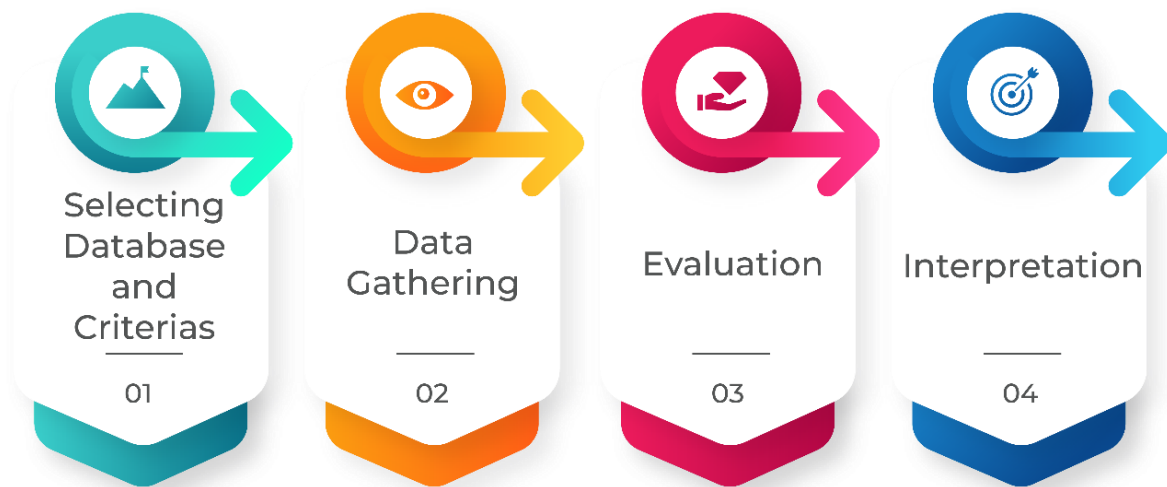 Selecting
Database
and
Criterias
01
Data
Gathering
02
Evaluation
03
Interpretation
04